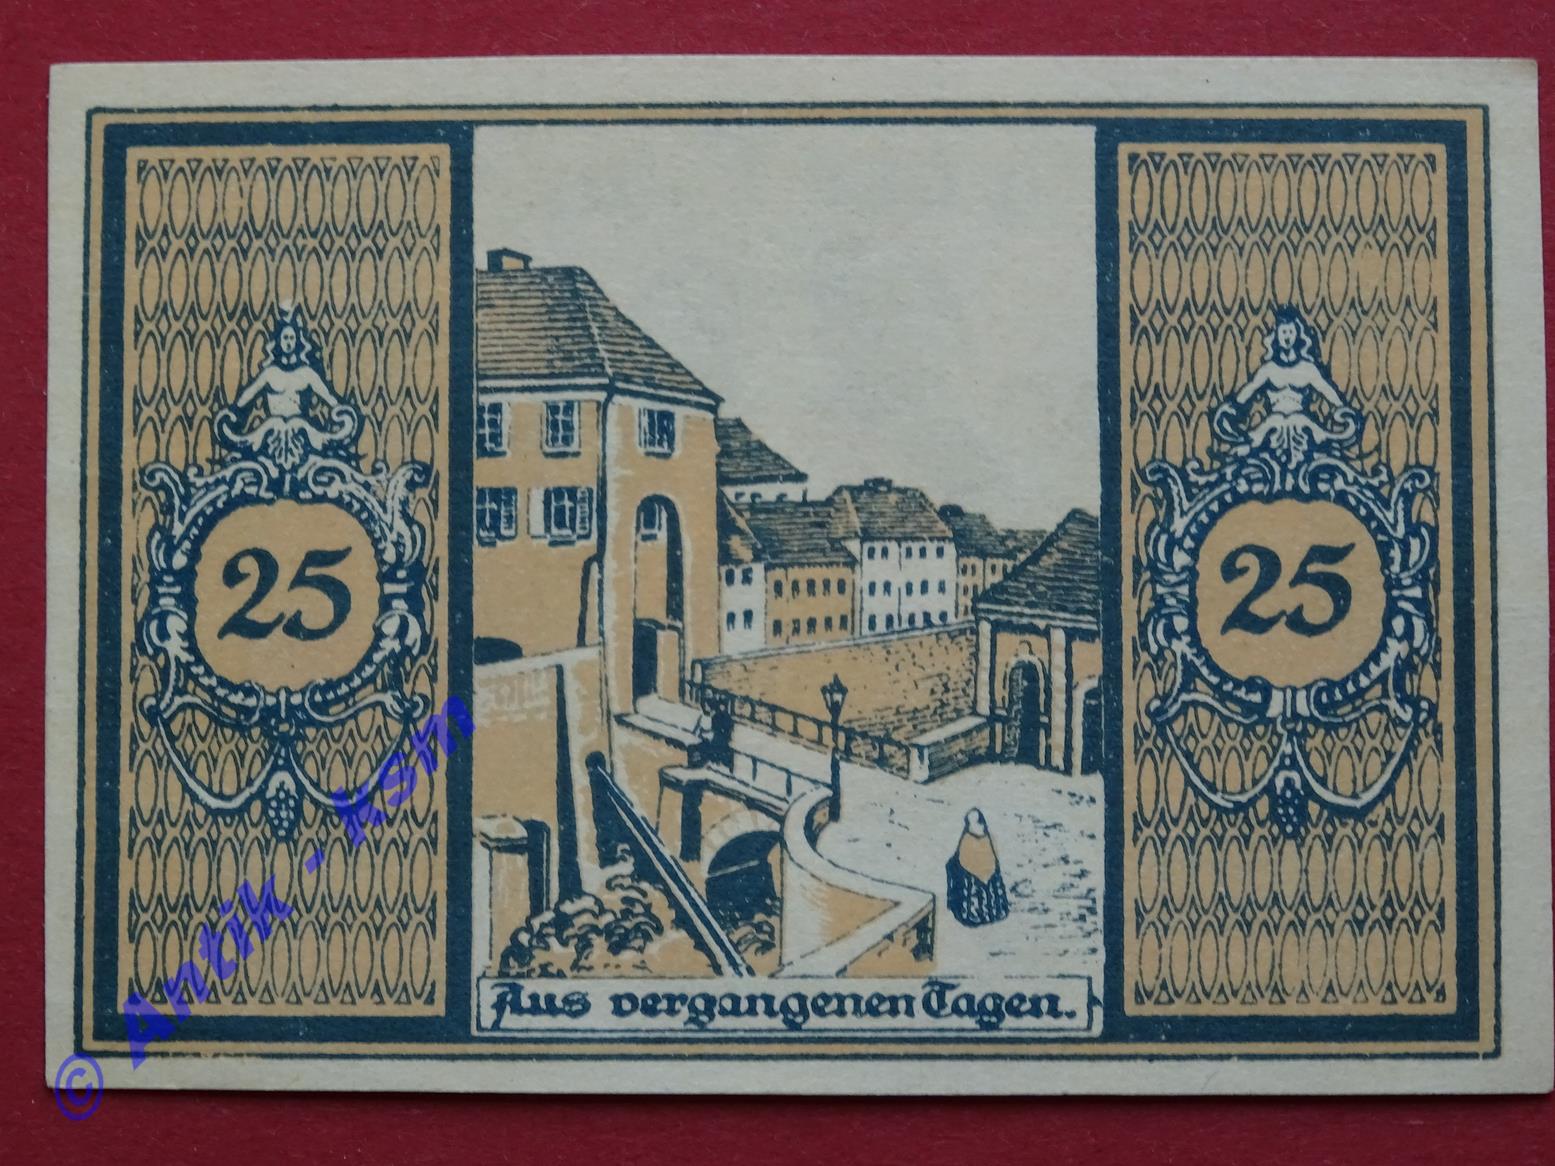 25
25
Aus vergangenen Tagen.
© Antik - ksm